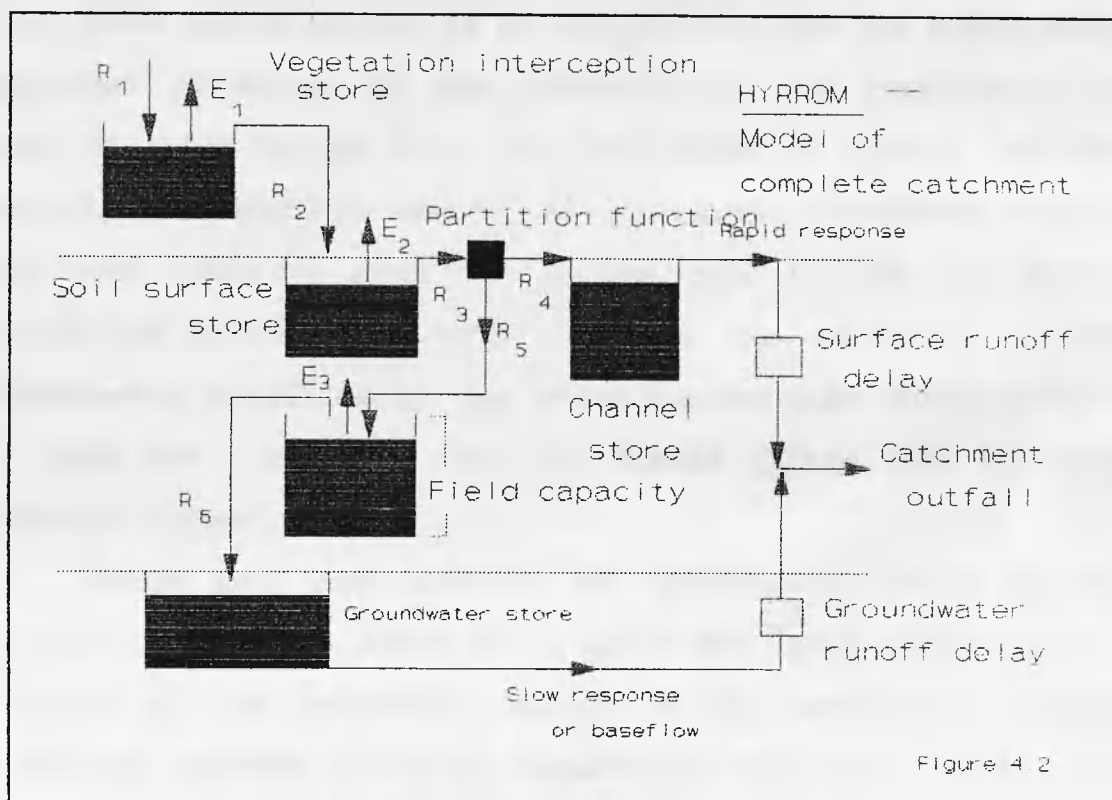 Vegetation interception
store
R1
E1
HYRROM —
Model of
complete catchment
R2
E2
Partition function
Rapid response
Soil surface
store
R3
R4
R5
Surface runoff
delay
E3
Channel
store
Field capacity
Catchment
outfall
R6
Groundwater store
Groundwater
runoff delay
Slow response
or baseflow
Figure 4.2